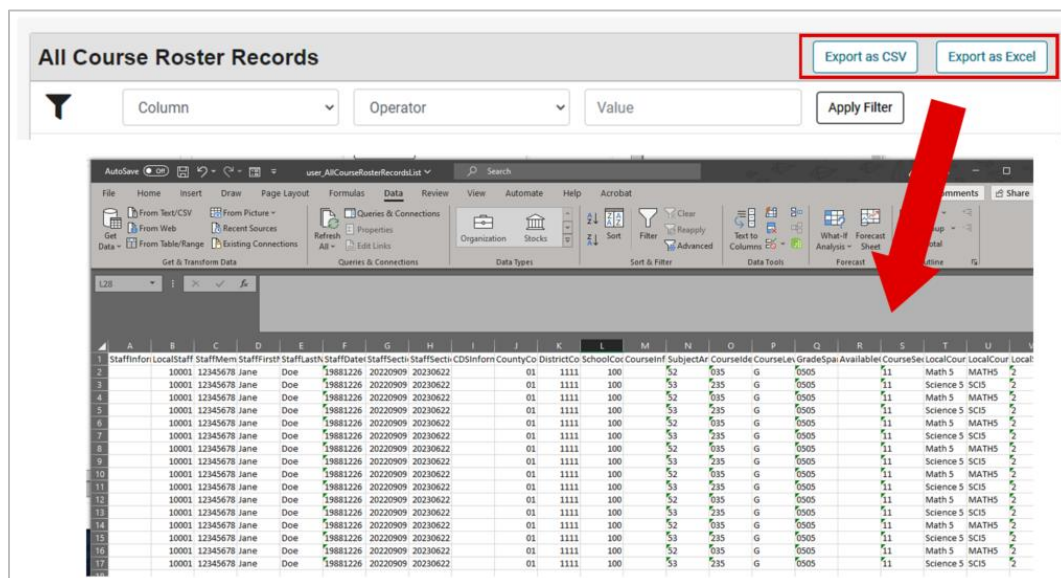 All Course Roster Records
Export as CSV
Export as Excel
Column
Operator
Value
Apply Filter
AutoSave Off
user_AllCourseRosterRecordsList
Search
File Home Insert Draw Page Layout Formulas Data Review View Automate Help Acrobat
Share
Get Data
From Text/CSV
From Web
From Table/Range
From Picture
Recent Sources
Existing Connections
Get & Transform Data
Refresh All
Queries & Connections
Properties
Edit Links
Queries & Connections
Organization
Stocks
Data Types
Sort
Filter
Clear
Reapply
Advanced
Sort & Filter
Text to Columns
Data Tools
What-If Analysis
Forecast Sheet
Forecast
L28
fx
A B C D E F G H I J K L M N O P Q R S T U V
1 StaffInfor LocalStaff StaffMem StaffFirstN StaffLastN StaffDate StaffSecti StaffSecti CDSInform CountyCo DistrictCo SchoolCoc CourseInf SubjectAr CourseIde CourseLev GradeSpa Available CourseSec LocalCour LocalCour LocalS
2 10001 12345678 Jane Doe 19881226 20220909 20230622 01 1111 100 52 035 G 0505 11 Math 5 MATH5 2
3 10001 12345678 Jane Doe 19881226 20220909 20230622 01 1111 100 53 235 G 0505 11 Science 5 SCI5 2
4 10001 12345678 Jane Doe 19881226 20220909 20230622 01 1111 100 52 035 G 0505 11 Math 5 MATH5 2
5 10001 12345678 Jane Doe 19881226 20220909 20230622 01 1111 100 53 235 G 0505 11 Science 5 SCI5 2
6 10001 12345678 Jane Doe 19881226 20220909 20230622 01 1111 100 52 035 G 0505 11 Math 5 MATH5 2
7 10001 12345678 Jane Doe 19881226 20220909 20230622 01 1111 100 53 235 G 0505 11 Science 5 SCI5 2
8 10001 12345678 Jane Doe 19881226 20220909 20230622 01 1111 100 52 035 G 0505 11 Math 5 MATH5 2
9 10001 12345678 Jane Doe 19881226 20220909 20230622 01 1111 100 53 235 G 0505 11 Science 5 SCI5 2
10 10001 12345678 Jane Doe 19881226 20220909 20230622 01 1111 100 52 035 G 0505 11 Math 5 MATH5 2
11 10001 12345678 Jane Doe 19881226 20220909 20230622 01 1111 100 53 235 G 0505 11 Science 5 SCI5 2
12 10001 12345678 Jane Doe 19881226 20220909 20230622 01 1111 100 52 035 G 0505 11 Math 5 MATH5 2
13 10001 12345678 Jane Doe 19881226 20220909 20230622 01 1111 100 53 235 G 0505 11 Science 5 SCI5 2
14 10001 12345678 Jane Doe 19881226 20220909 20230622 01 1111 100 52 035 G 0505 11 Math 5 MATH5 2
15 10001 12345678 Jane Doe 19881226 20220909 20230622 01 1111 100 53 235 G 0505 11 Science 5 SCI5 2
16 10001 12345678 Jane Doe 19881226 20220909 20230622 01 1111 100 52 035 G 0505 11 Math 5 MATH5 2
17 10001 12345678 Jane Doe 19881226 20220909 20230622 01 1111 100 53 235 G 0505 11 Science 5 SCI5 2